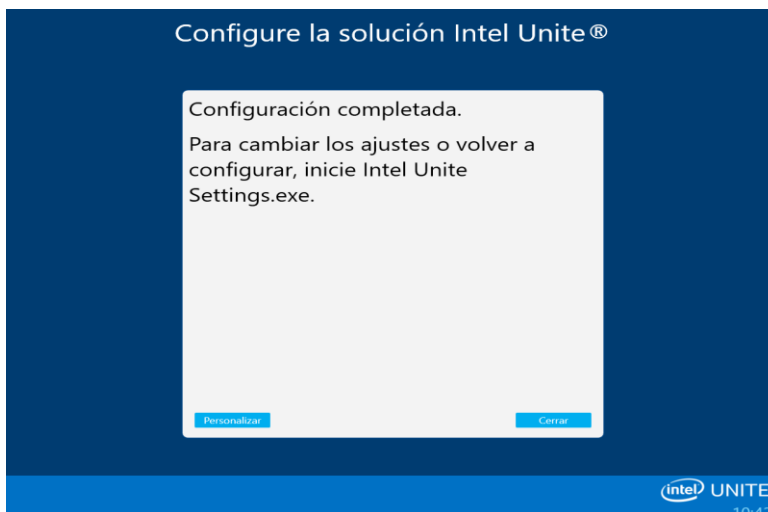 Configure la solución Intel Unite®
Configuración completada.
Para cambiar los ajustes o volver a
configurar, inicie Intel Unite
Settings.exe.
Personalizar
Cerrar
intel UNITE